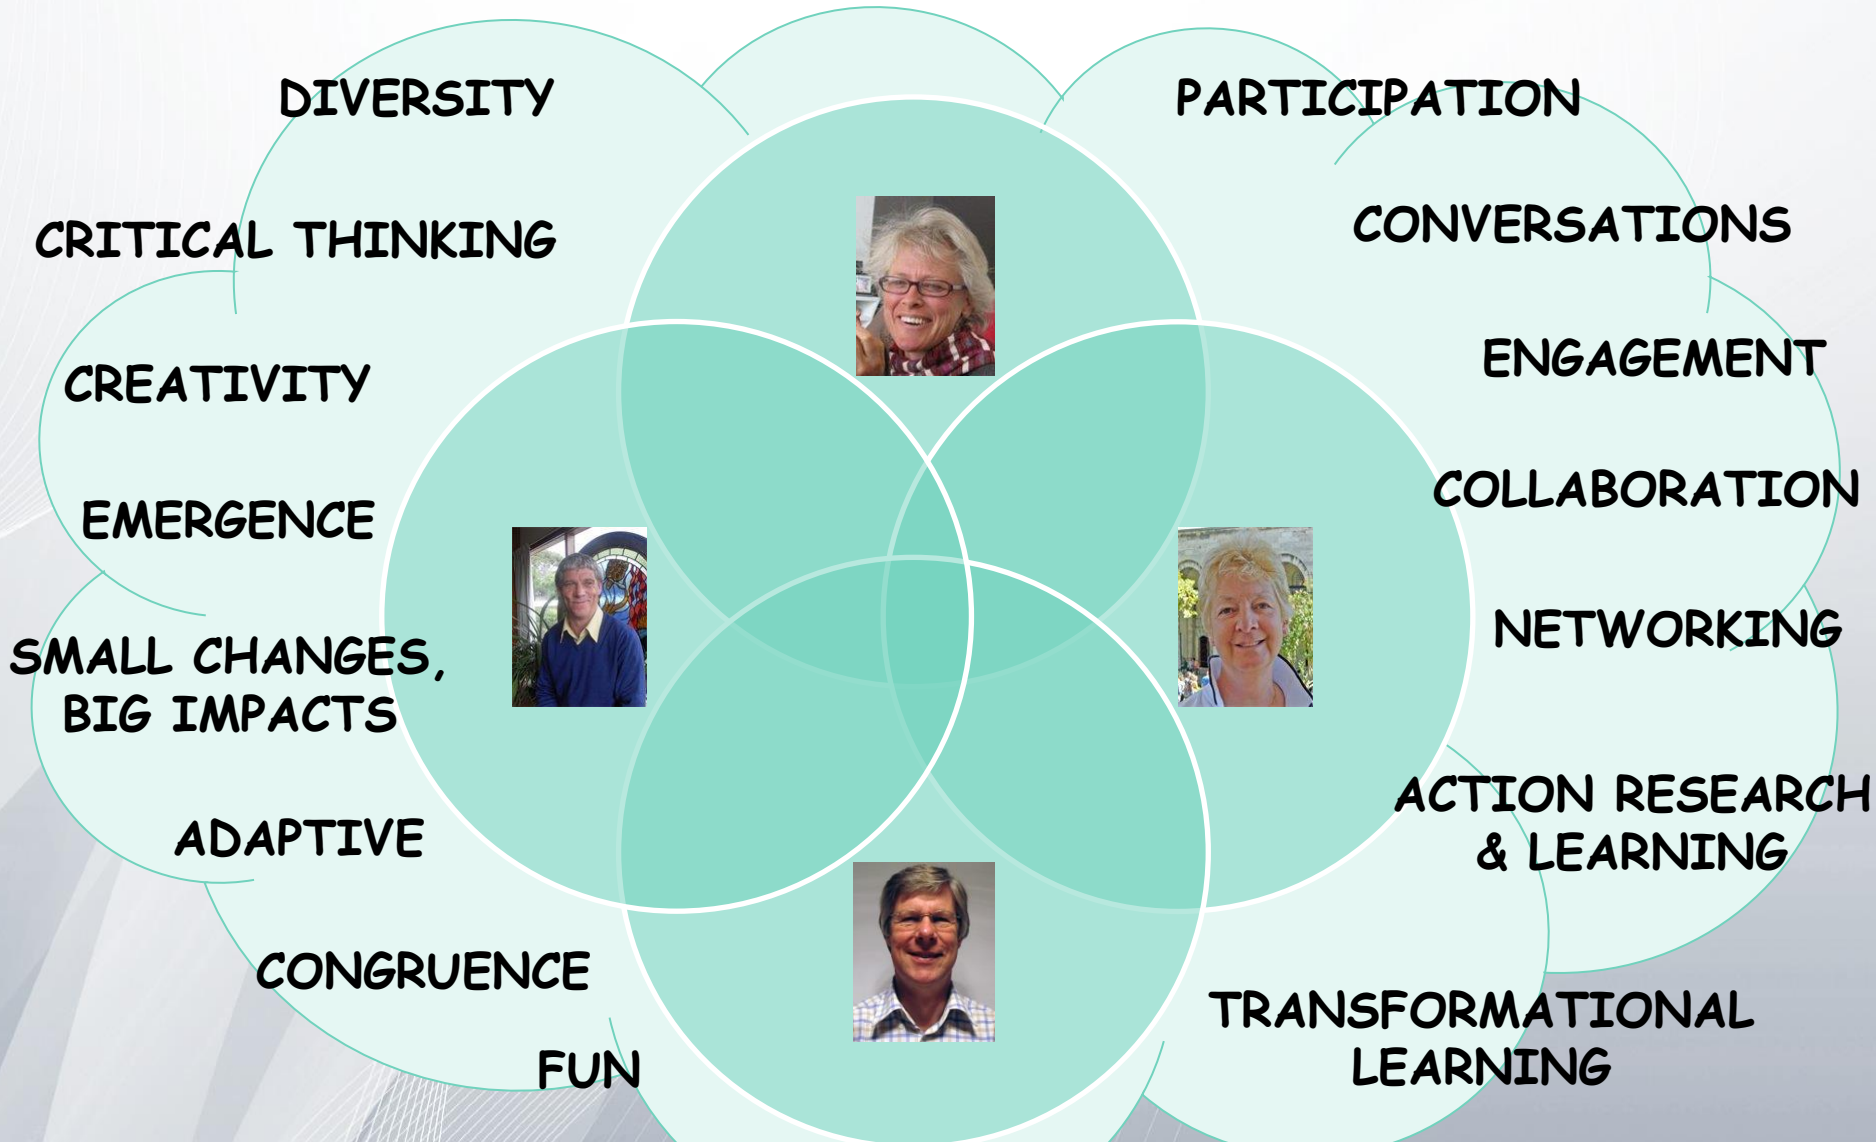 DIVERSITY
CRITICAL THINKING
CREATIVITY
EMERGENCE
SMALL CHANGES,
BIG IMPACTS
ADAPTIVE
CONGRUENCE
FUN
PARTICIPATION
CONVERSATIONS
ENGAGEMENT
COLLABORATION
NETWORKING
ACTION RESEARCH
& LEARNING
TRANSFORMATIONAL
LEARNING